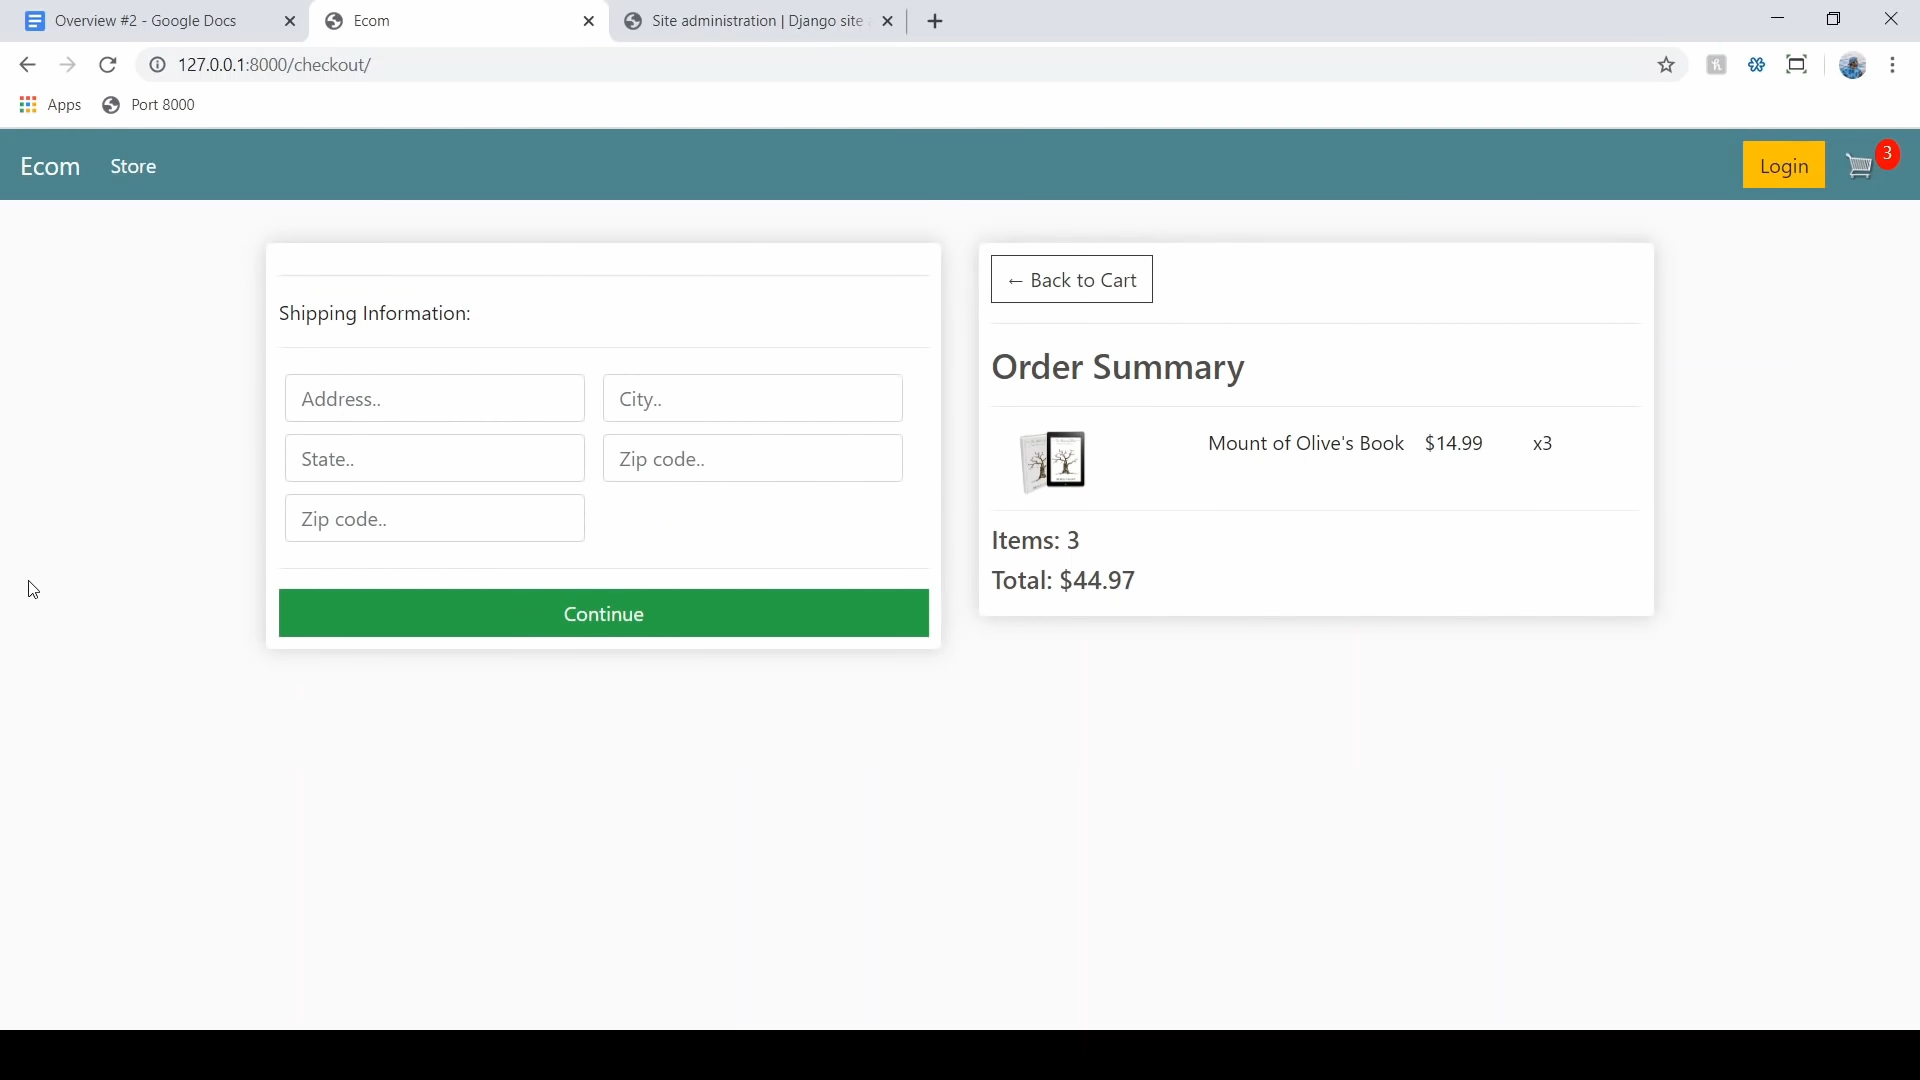 Overview #2 - Google Docs
Ecom
Site administration | Django site
127.0.0.1:8000/checkout/
Apps
Port 8000
Ecom
Store
Login
3
Shipping Information:
Address..
City..
State..
Zip code..
Zip code..
Continue
← Back to Cart
Order Summary
Mount of Olive's Book $14.99 x3
Items: 3
Total: $44.97